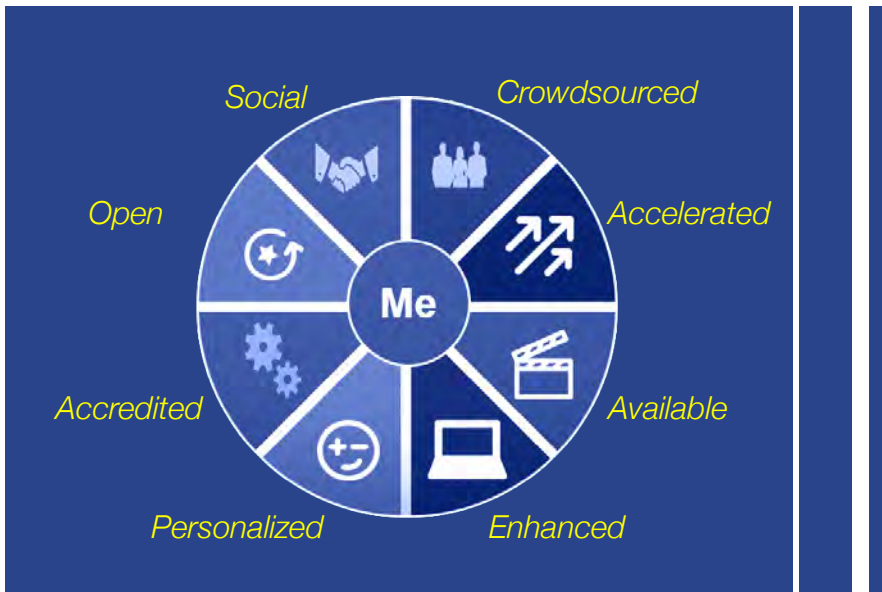 Social
Crowdsourced
Open
Accelerated
Me
Accredited
Available
Personalized
Enhanced